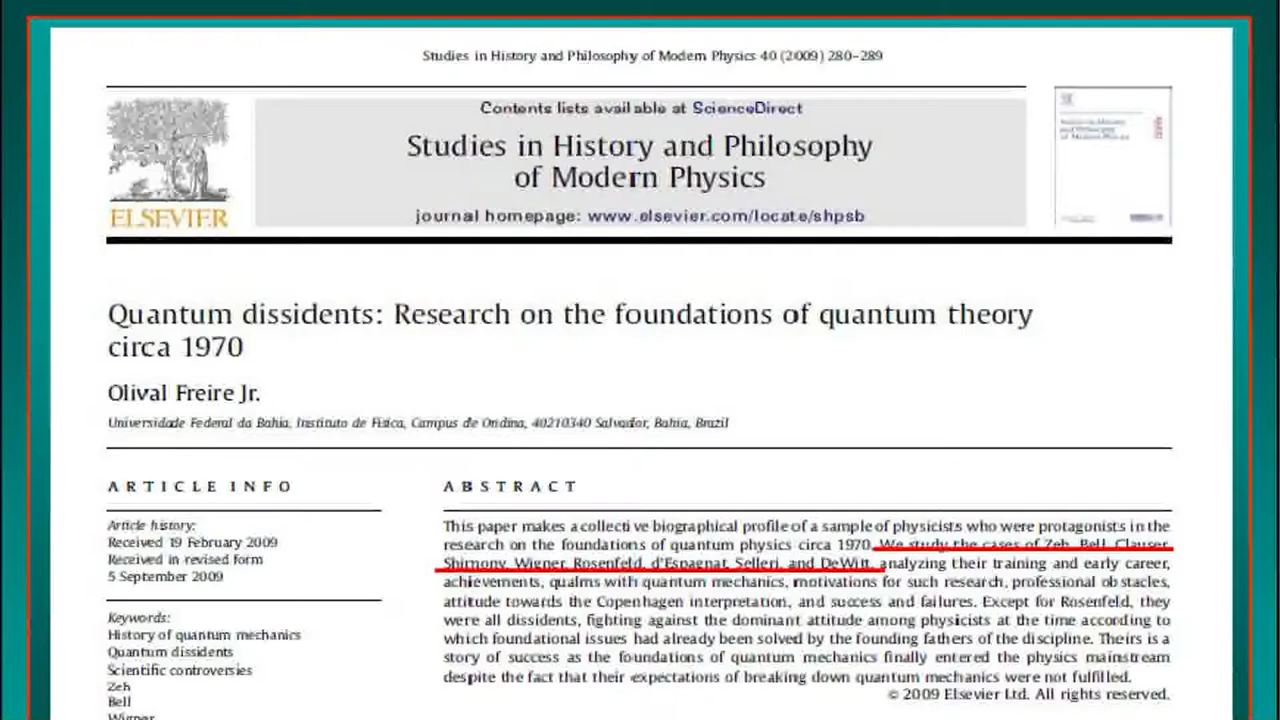 Studies in History and Philosophy of Modern Physics 40 (2009) 280–289
Contents lists available at ScienceDirect
Studies in History and Philosophy
of Modern Physics
journal homepage: www.elsevier.com/locate/shpsb
ELSEVIER
Quantum dissidents: Research on the foundations of quantum theory
circa 1970
Olival Freire Jr.
Universidade Federal da Bahia, Instituto de Fisica, Campus de Ondina, 40210340 Salvador, Bahia, Brazil
ARTICLE INFO
Article history:
Received 19 February 2009
Received in revised form
5 September 2009
Keywords:
History of quantum mechanics
Quantum dissidents
Scientific controversies
Zeh
Bell
Wigner
ABSTRACT
This paper makes a collective biographical profile of a sample of physicists who were protagonists in the
research on the foundations of quantum physics circa 1970. We study the cases of Zeh, Bell, Clauser,
Shimony, Wigner, Rosenfeld, d'Espagnat, Selleri, and DeWitt, analyzing their training and early career,
achievements, qualms with quantum mechanics, motivations for such research, professional obstacles,
attitude towards the Copenhagen interpretation, and success and failures. Except for Rosenfeld, they
were all dissidents, fighting against the dominant attitude among physicists at the time according to
which foundational issues had already been solved by the founding fathers of the discipline. Theirs is a
story of success as the foundations of quantum mechanics finally entered the physics mainstream
despite the fact that their expectations of breaking down quantum mechanics were not fulfilled.
© 2009 Elsevier Ltd. All rights reserved.